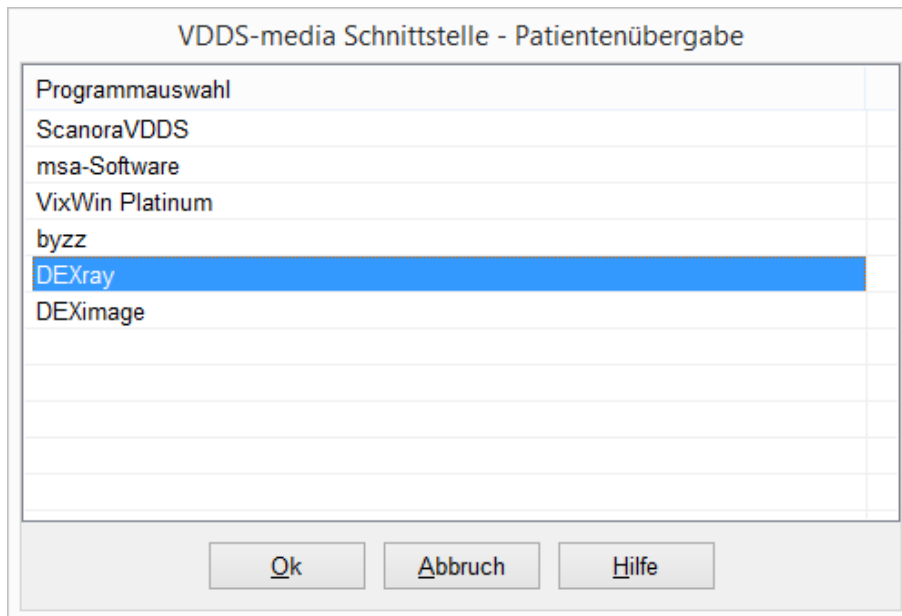 VDDS-media Schnittstelle - Patientenübergabe
Programmauswahl
ScanoraVDDS
msa-Software
VixWin Platinum
byzz
DEXray
DEXimage
Ok Abbruch Hilfe